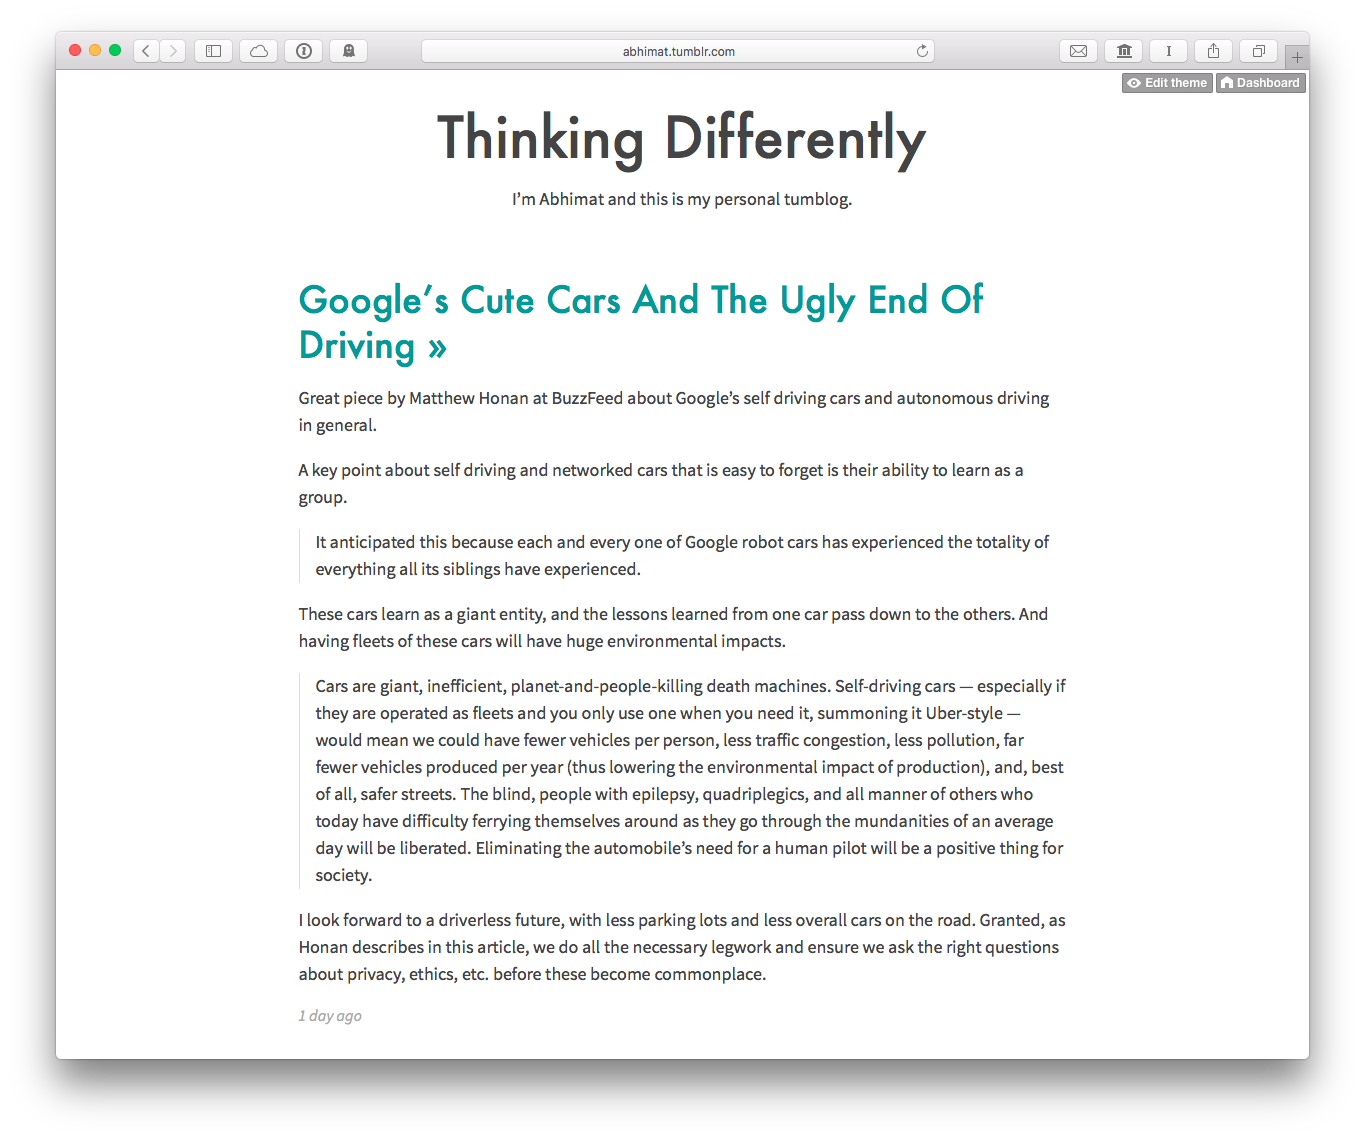 abhimat.tumblr.com
Edit theme
Dashboard
Thinking Differently
I’m Abhimat and this is my personal tumblog.
Google’s Cute Cars And The Ugly End Of
Driving »
Great piece by Matthew Honan at BuzzFeed about Google’s self driving cars and autonomous driving
in general.
A key point about self driving and networked cars that is easy to forget is their ability to learn as a
group.
It anticipated this because each and every one of Google robot cars has experienced the totality of
everything all its siblings have experienced.
These cars learn as a giant entity, and the lessons learned from one car pass down to the others. And
having fleets of these cars will have huge environmental impacts.
Cars are giant, inefficient, planet-and-people-killing death machines. Self-driving cars — especially if
they are operated as fleets and you only use one when you need it, summoning it Uber-style —
would mean we could have fewer vehicles per person, less traffic congestion, less pollution, far
fewer vehicles produced per year (thus lowering the environmental impact of production), and, best
of all, safer streets. The blind, people with epilepsy, quadriplegics, and all manner of others who
today have difficulty ferrying themselves around as they go through the mundanities of an average
day will be liberated. Eliminating the automobile’s need for a human pilot will be a positive thing for
society.
I look forward to a driverless future, with less parking lots and less overall cars on the road. Granted, as
Honan describes in this article, we do all the necessary legwork and ensure we ask the right questions
about privacy, ethics, etc. before these become commonplace.
1 day ago